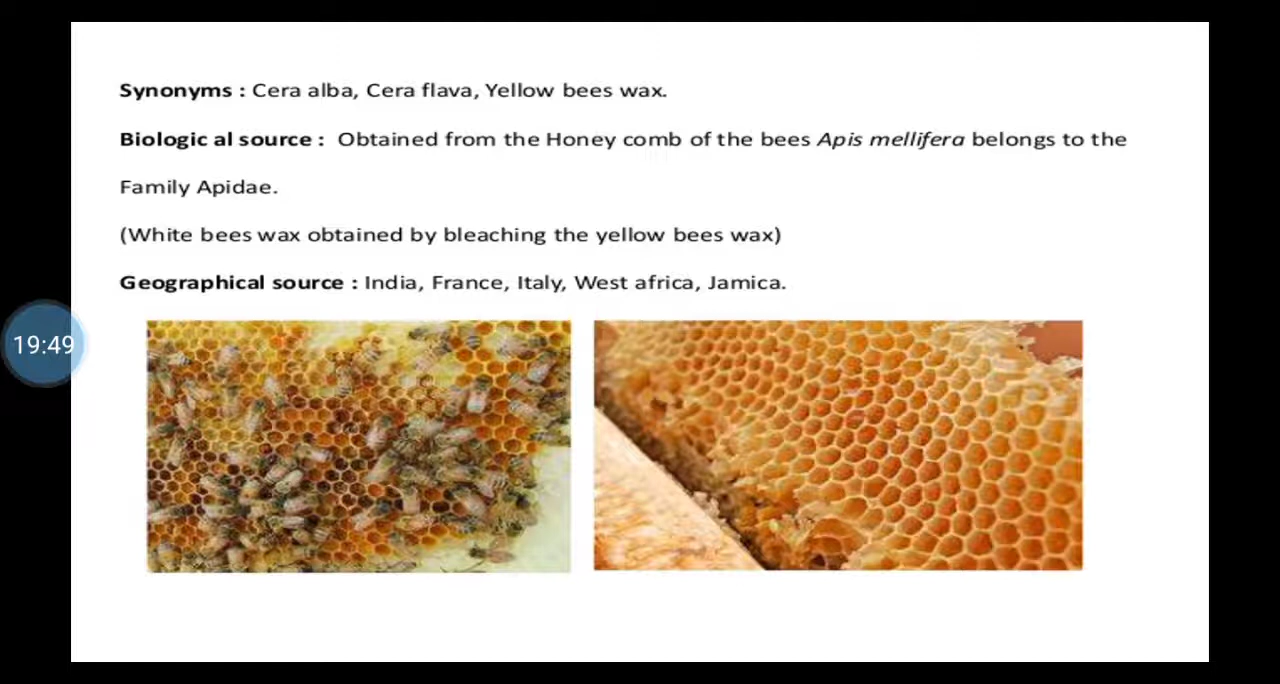 Synonyms : Cera alba, Cera flava, Yellow bees wax.
Biologic al source : Obtained from the Honey comb of the bees Apis mellifera belongs to the
Family Apidae.
(White bees wax obtained by bleaching the yellow bees wax)
Geographical source : India, France, Italy, West africa, Jamica.
19:49